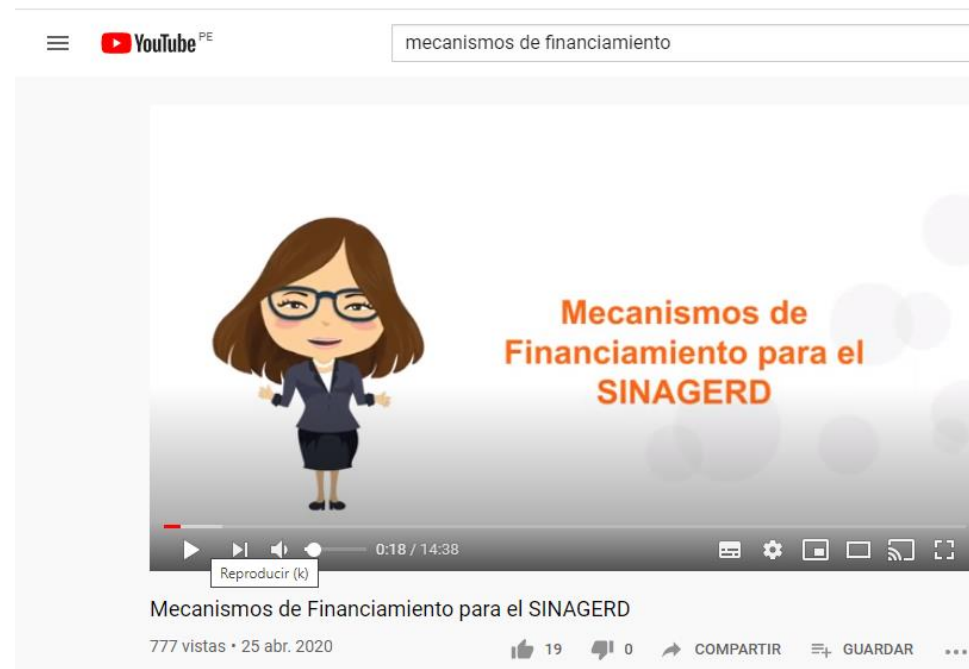 YouTube PE
mecanismos de financiamiento
Mecanismos de
Financiamiento para el
SINAGERD
0:18 / 14:38
Reproducir (k)
Mecanismos de Financiamiento para el SINAGERD
777 vistas • 25 abr. 2020
19
0
COMPARTIR
GUARDAR